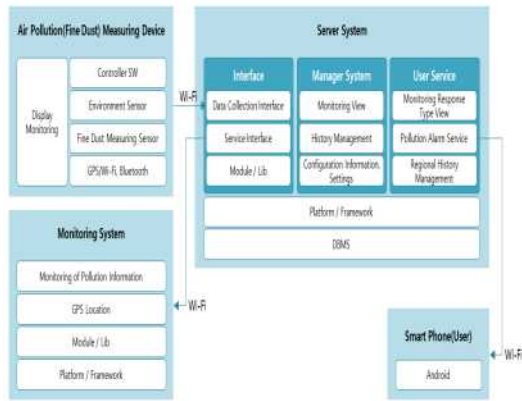 Air Pollution(Fine Dust) Measuring Device
Display
Monitoring
Controller SW
Environment Sensor
Fine Dust Measuring Sensor
GPS/Wi-Fi, Bluetooth
Wi-Fi
Server System
Interface
Data Collection Interface
Service Interface
Module / Lib
Manager System
Monitoring View
History Management
Configuration Information,
Settings
User Service
Monitoring Response
Type View
Pollution Alarm Service
Regional History
Management
Platform / Framework
DBMS
Monitoring System
Monitoring of Pollution Information
GPS Location
Module / Lib
Platform / Framework
Wi-Fi
Smart Phone(User)
Android
Wi-Fi